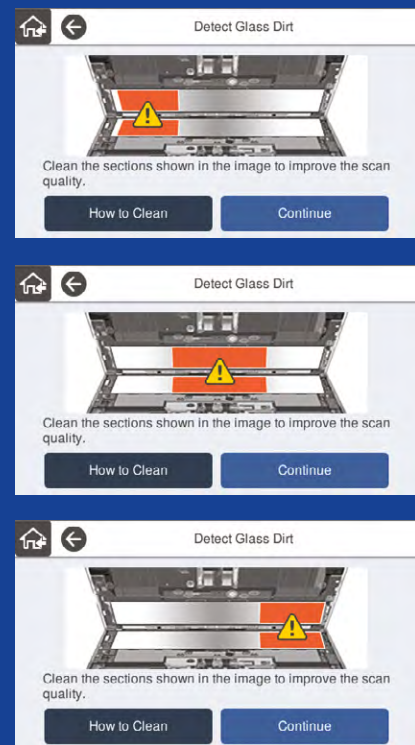 Detect Glass Dirt
Clean the sections shown in the image to improve the scan
quality.
How to Clean
Continue
Detect Glass Dirt
Clean the sections shown in the image to improve the scan
quality.
How to Clean
Continue
Detect Glass Dirt
Clean the sections shown in the image to improve the scan
quality.
How to Clean
Continue